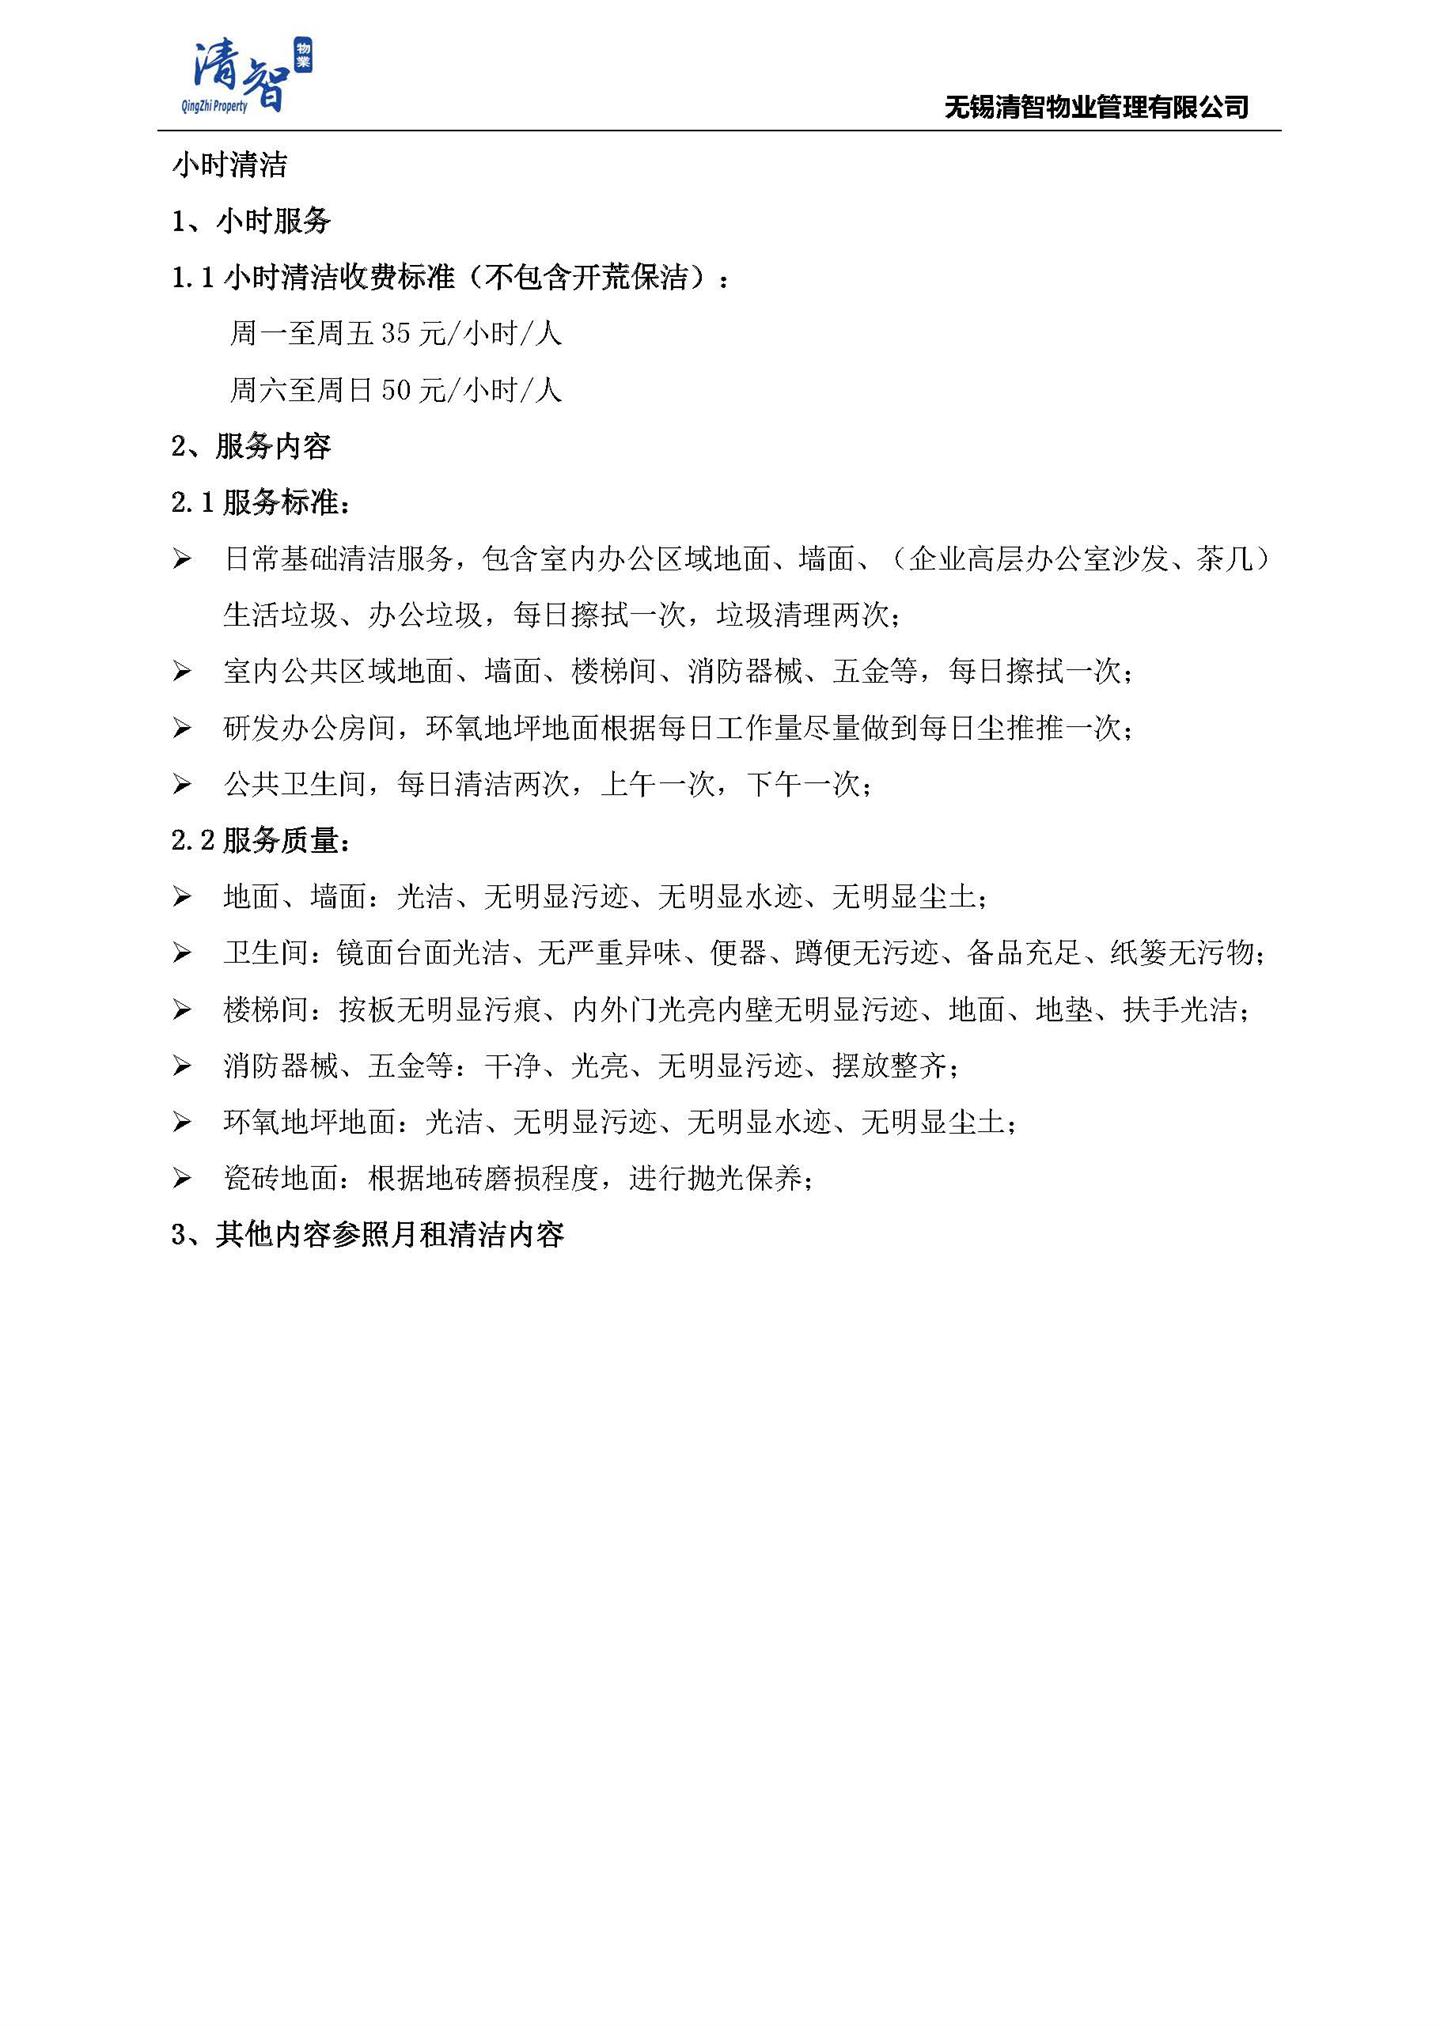 清智
物業
QingZhi Property
无锡清智物业管理有限公司
小时清洁
1、小时服务
1.1 小时清洁收费标准（不包含开荒保洁）：
周一至周五 35 元/小时/人
周六至周日 50 元/小时/人
2、服务内容
2.1 服务标准：
➢ 日常基础清洁服务，包含室内办公区域地面、墙面、（企业高层办公室沙发、茶几）
生活垃圾、办公垃圾，每日擦拭一次，垃圾清理两次；
➢ 室内公共区域地面、墙面、楼梯间、消防器械、五金等，每日擦拭一次；
➢ 研发办公房间，环氧地坪地面根据每日工作量尽量做到每日尘推推一次；
➢ 公共卫生间，每日清洁两次，上午一次，下午一次；
2.2 服务质量：
➢ 地面、墙面：光洁、无明显污迹、无明显水迹、无明显尘土；
➢ 卫生间：镜面台面光洁、无严重异味、便器、蹲便无污迹、备品充足、纸篓无污物；
➢ 楼梯间：按板无明显污痕、内外门光亮内壁无明显污迹、地面、地垫、扶手光洁；
➢ 消防器械、五金等：干净、光亮、无明显污迹、摆放整齐；
➢ 环氧地坪地面：光洁、无明显污迹、无明显水迹、无明显尘土；
➢ 瓷砖地面：根据地砖磨损程度，进行抛光保养；
3、其他内容参照月租清洁内容